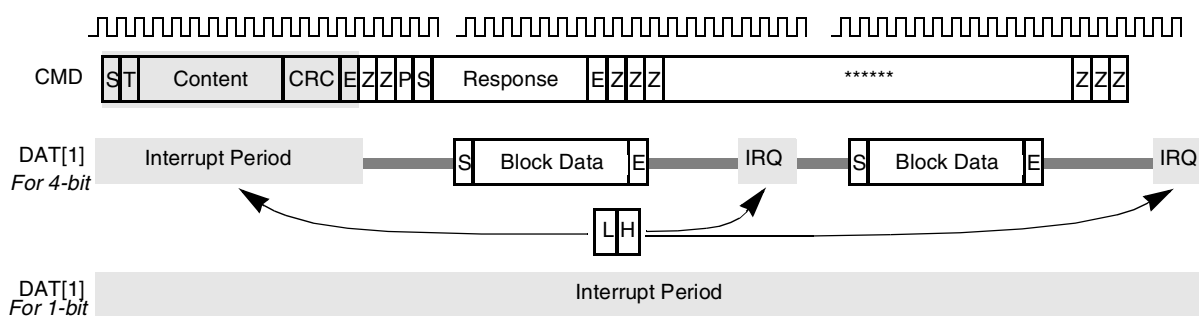 CMD S T Content CRC E Z Z P S Response E Z Z Z ****** Z Z Z
DAT[1] Interrupt Period S Block Data E IRQ S Block Data E IRQ
For 4-bit
L H
DAT[1] Interrupt Period
For 1-bit